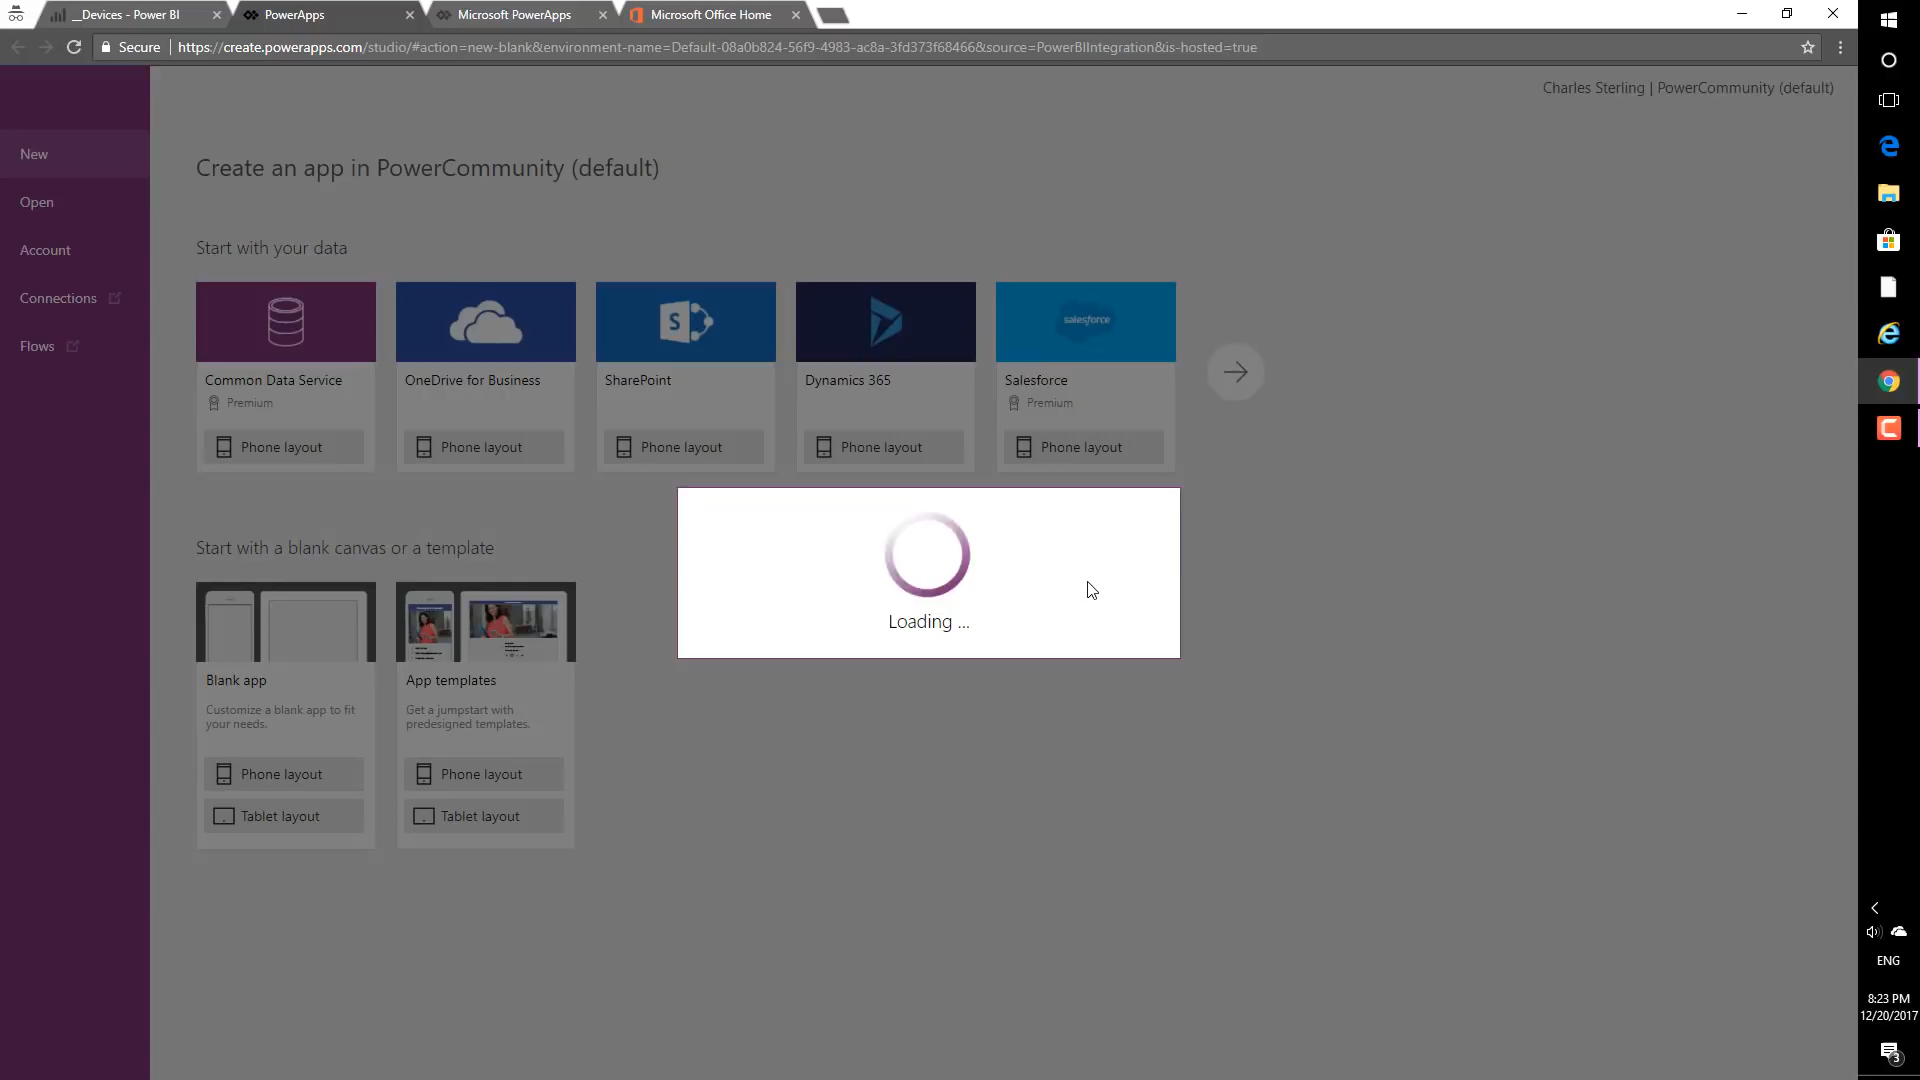 __Devices - Power BI
PowerApps
Microsoft PowerApps
Microsoft Office Home
Secure
https://create.powerapps.com/studio/#action=new-blank&environment-name=Default-08a0b824-56f9-4983-ac8a-3fd373f68466&source=PowerBIIntegration&is-hosted=true
Charles Sterling | PowerCommunity (default)
New
Open
Account
Connections
Flows
Create an app in PowerCommunity (default)
Start with your data
salesforce
Common Data Service
Premium
Phone layout
OneDrive for Business
Phone layout
SharePoint
Phone layout
Dynamics 365
Phone layout
Salesforce
Premium
Phone layout
Loading ...
Start with a blank canvas or a template
Blank app
Customize a blank app to fit
your needs.
Phone layout
Tablet layout
App templates
Get a jumpstart with
predesigned templates.
Phone layout
Tablet layout
ENG
8:23 PM
12/20/2017
3